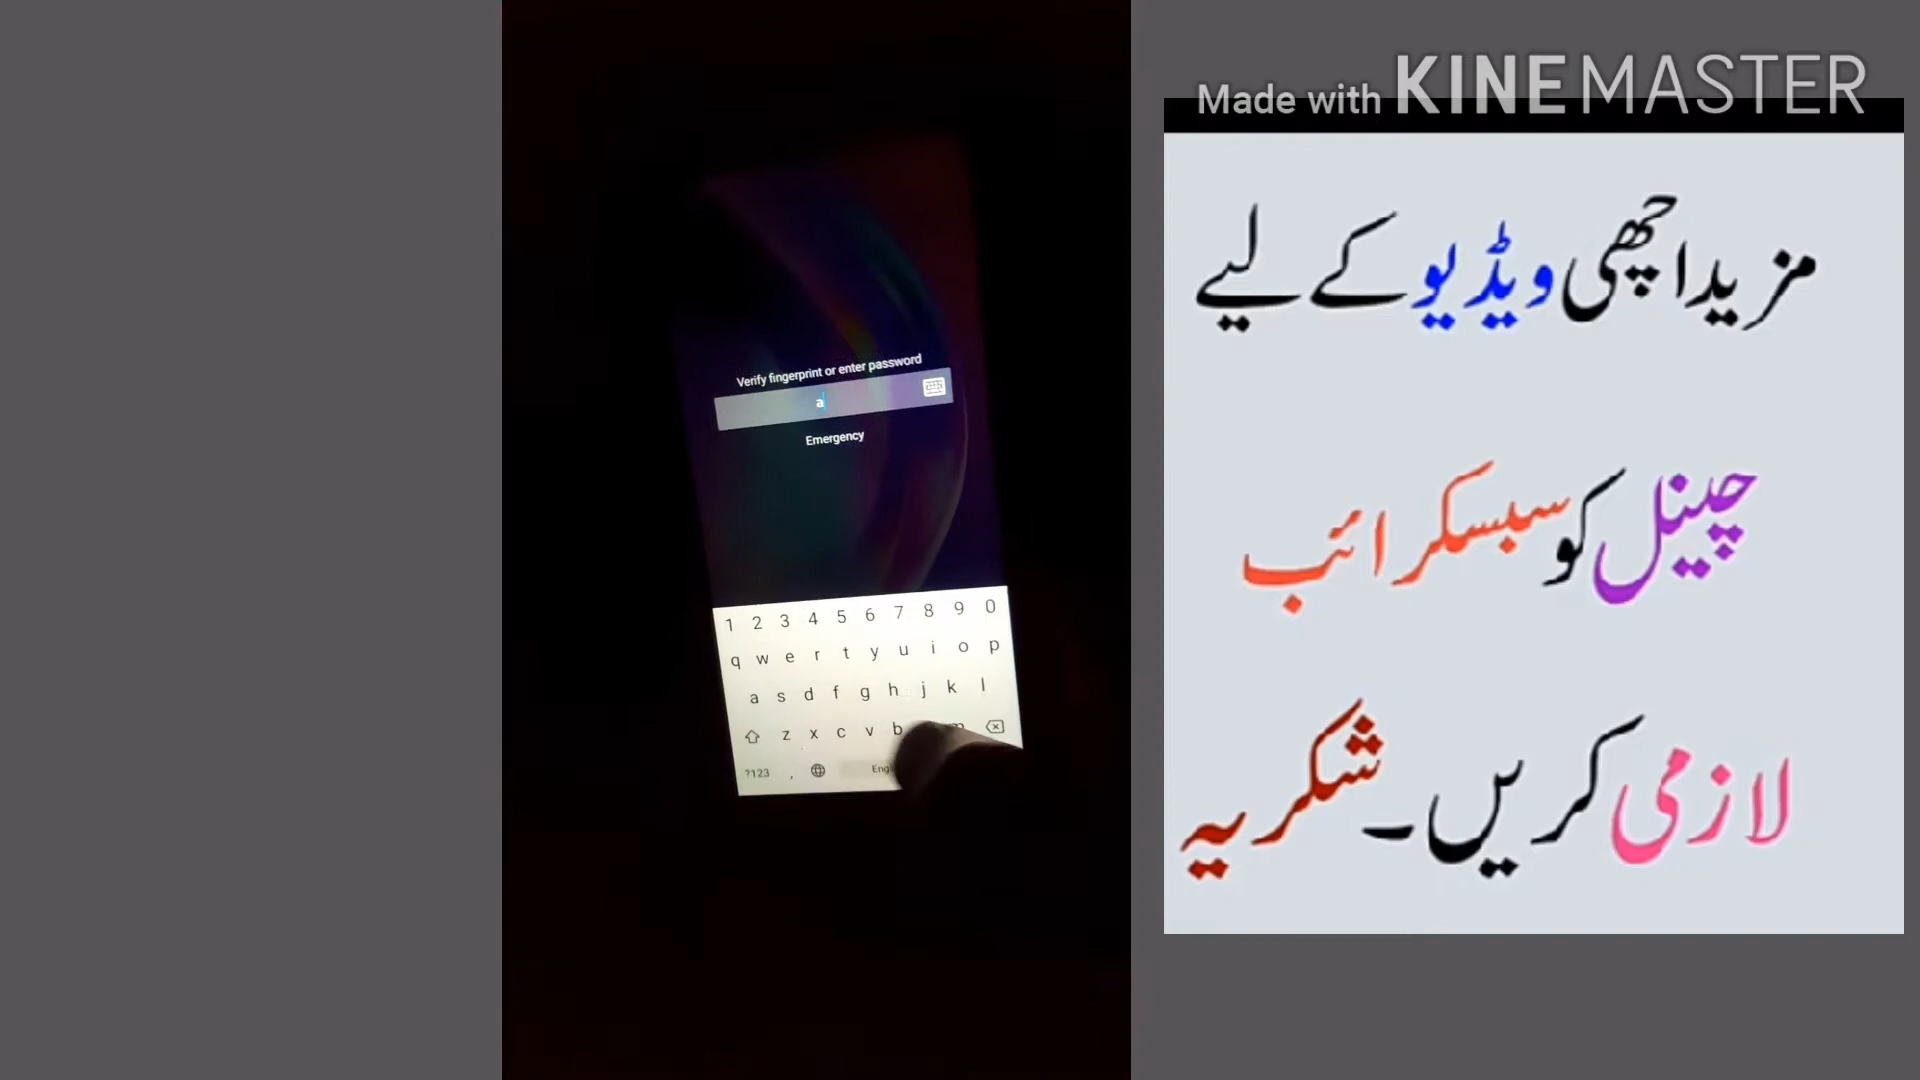 Made with KINEMASTER
مزید اچھی ویڈیو کے لیے
چینل کو سبسکرائب
لازمی کریں۔ شکریہ
Verify fingerprint or enter password
a
Emergency
1 2 3 4 5 6 7 8 9 0
q w e r t y u i o p
a s d f g h j k l
z x c v b m
?123 ,